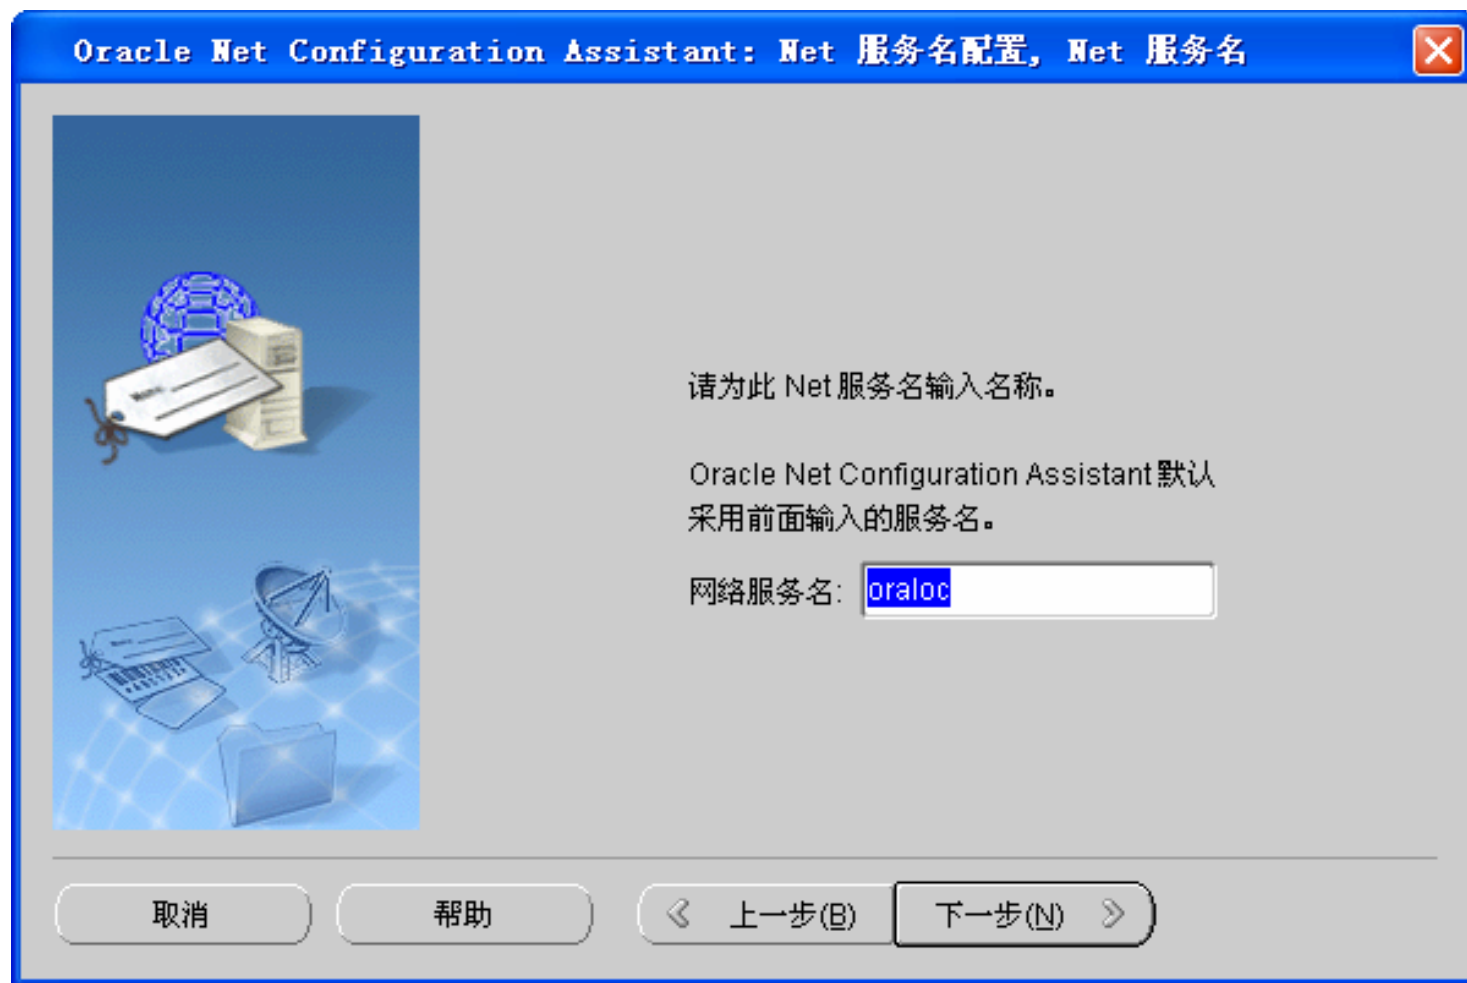 Oracle Net Configuration Assistant: Net 服务名配置, Net 服务名
请为此 Net 服务名输入名称。
Oracle Net Configuration Assistant 默认
采用前面输入的服务名。
网络服务名: oraloc
取消 帮助 上一步(B) 下一步(N)